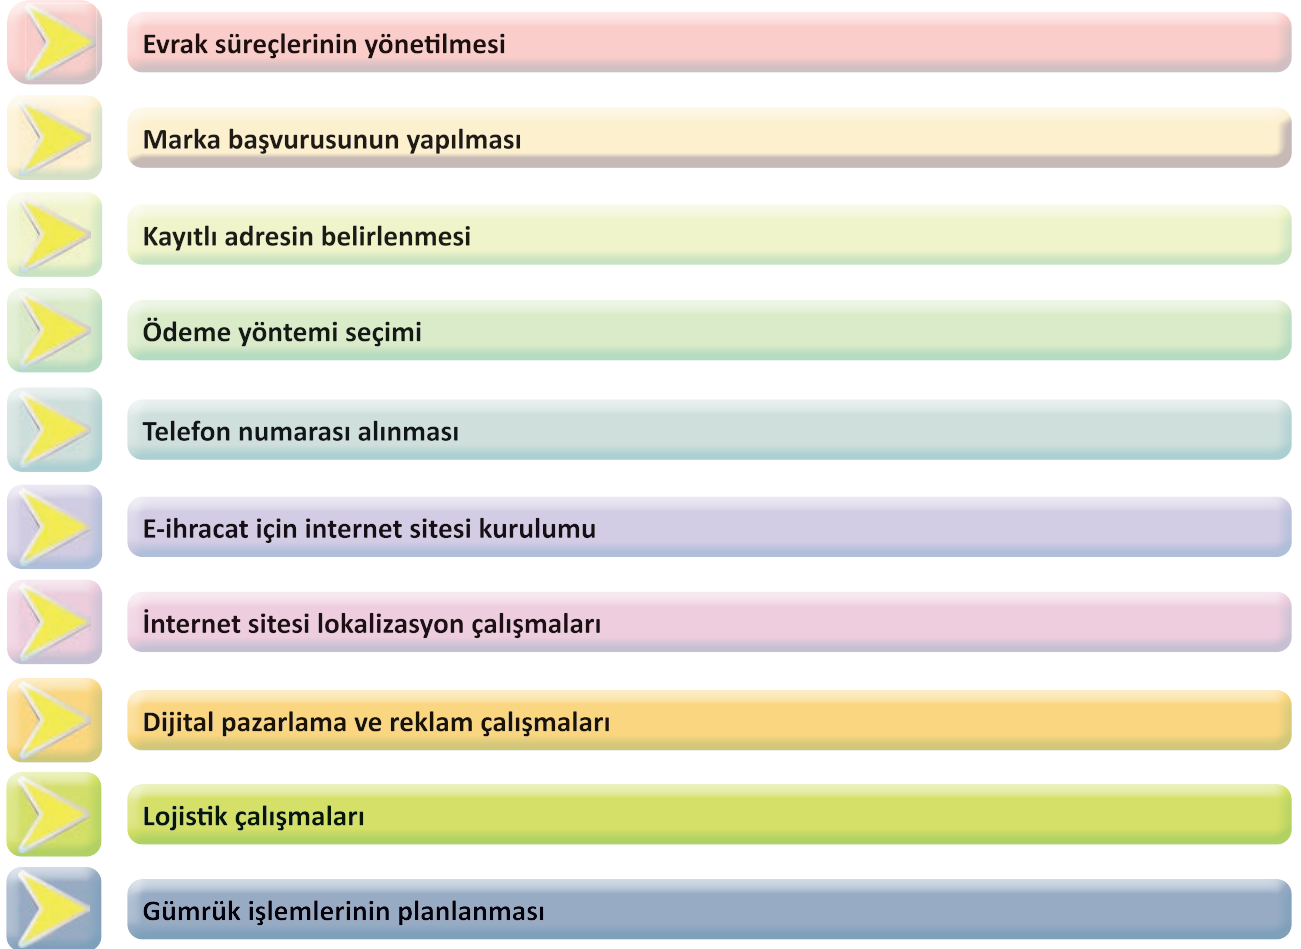 Evrak süreçlerinin yönetilmesi
Marka başvurusunun yapılması
Kayıtlı adresin belirlenmesi
Ödeme yöntemi seçimi
Telefon numarası alınması
E-ihracat için internet sitesi kurulumu
İnternet sitesi lokalizasyon çalışmaları
Dijital pazarlama ve reklam çalışmaları
Lojistik çalışmaları
Gümrük işlemlerinin planlanması